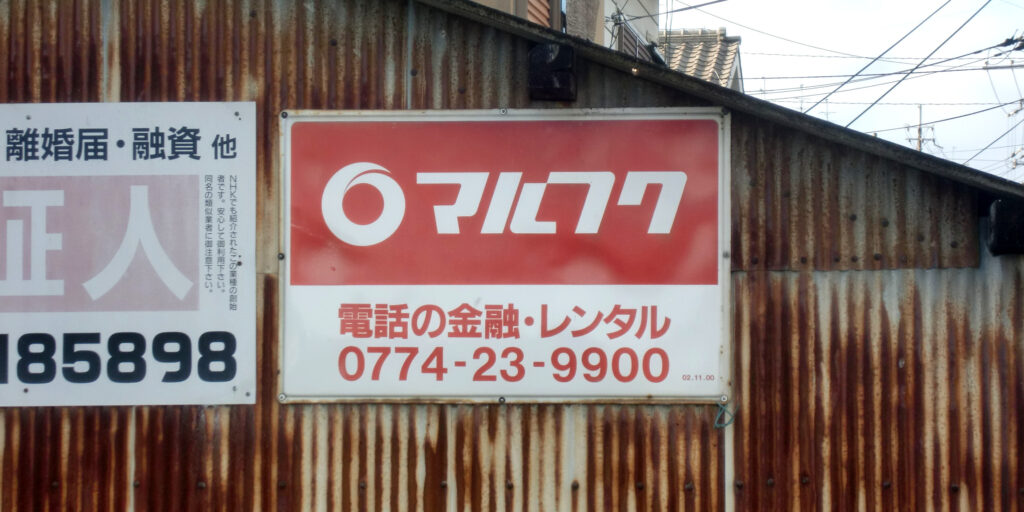 離婚届・融資 他
証人
NHKでも紹介されたこの業種の創始
者です。安心して御利用下さい。
同名の類似業者に御注意下さい。
185898
マルフク
電話の金融・レンタル
0774-23-9900
02.11.00